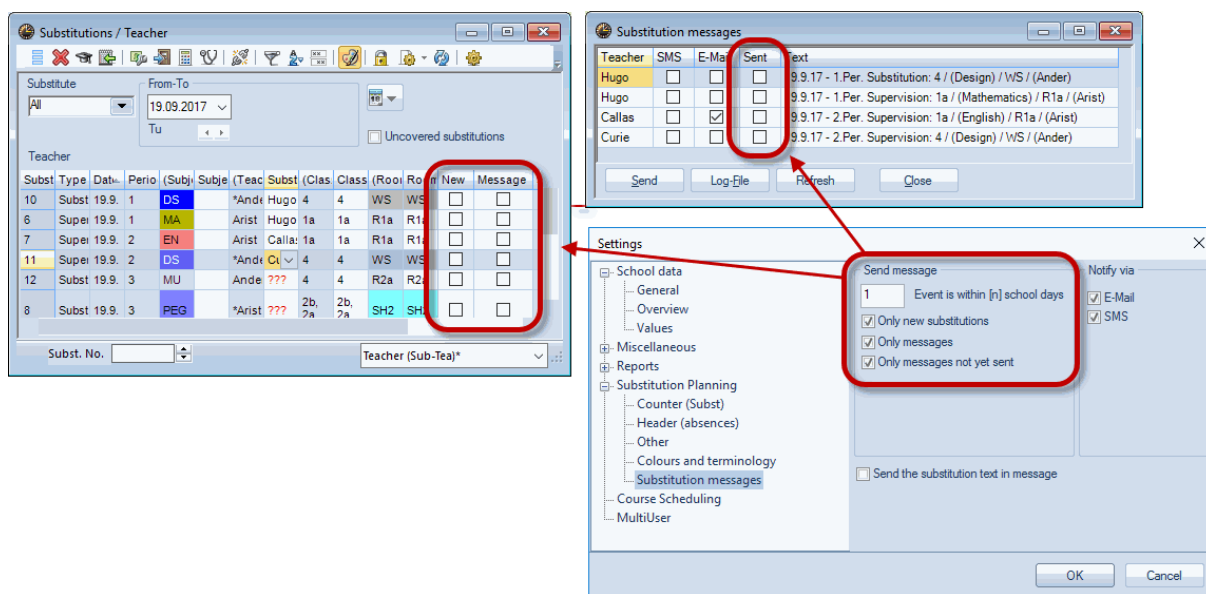 Substitutions / Teacher
Substitute
From-To
All
19.09.2017
Tu
Uncovered substitutions
Teacher
Subst Type Date Perio (Subje Subje (Teac Subst (Clas Class (Roor Room New Message
10 Subst 19.9. 1 DS *Ande Hugo 4 4 WS WS
6 Super 19.9. 1 MA Arist Hugo 1a 1a R1a R1a
7 Super 19.9. 2 EN Arist Callas 1a 1a R1a R1a
11 Super 19.9. 2 DS *Ande Cu 4 4 WS WS
12 Subst 19.9. 3 MU Ande ??? 4 4 R2a R2a
8 Subst 19.9. 3 PEG *Arist ??? 2b, 2a 2b, 2a SH2 SH2
Subst. No.
Teacher (Sub-Tea)*
Substitution messages
Teacher SMS E-Mail Sent Text
Hugo 9.9.17 - 1.Per. Substitution: 4 / (Design) / WS / (Ander)
Hugo 9.9.17 - 1.Per. Supervision: 1a / (Mathematics) / R1a / (Arist)
Callas 9.9.17 - 2.Per. Supervision: 1a / (English) / R1a / (Arist)
Curie 9.9.17 - 2.Per. Supervision: 4 / (Design) / WS / (Ander)
Send Log-File Refresh Close
Settings
School data
General
Overview
Values
Miscellaneous
Reports
Substitution Planning
Counter (Subst)
Header (absences)
Other
Colours and terminology
Substitution messages
Course Scheduling
MultiUser
Send message
1 Event is within [n] school days
Only new substitutions
Only messages
Only messages not yet sent
Notify via
E-Mail
SMS
Send the substitution text in message
OK Cancel